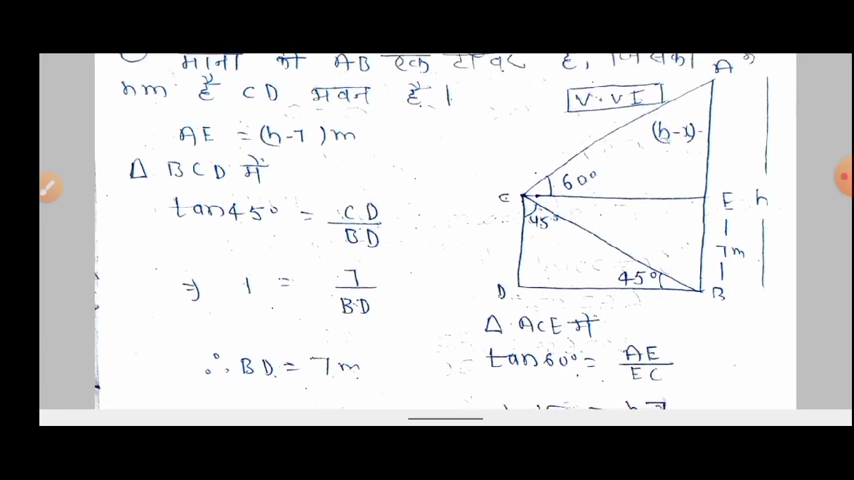 माना की AB एक टॉवर है, जिसका
hm है CD भवन है।
V.VI
AE = (h-7)m
Δ BCD में
tan45° = CD/BD
⇒ 1 = 7/BD
∴ BD = 7m
A
(h-x)
60°
C
E
h
45°
7m
45°
D
B
Δ ACE में
tan60° = AE/EC